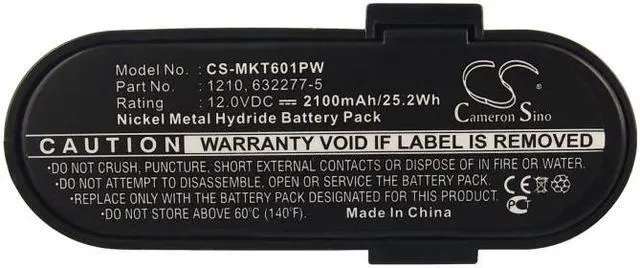 Model No. : CS-MKT601PW
Part No. : 1210, 632277-5
Rating : 12.0VDC ⎓ 2100mAh/25.2Wh
Nickel Metal Hydride Battery Pack
CS
Cameron Sino
CAUTION WARRANTY VOID IF LABEL IS REMOVED
•DO NOT CRUSH, PUNCTURE, SHORT EXTERNAL CONTACTS OR DISPOSE OF IN FIRE OR WATER.
•DO NOT ATTEMPT TO DISASSEMBLE, OPEN OR SERVICE THE BATTERY PACK.
•REPLACE ONLY WITH THE BATTERY PACK DESIGNATED FOR THIS PRODUCT.
•DO NOT STORE ABOVE 60°C (140°F). Made In China
CE